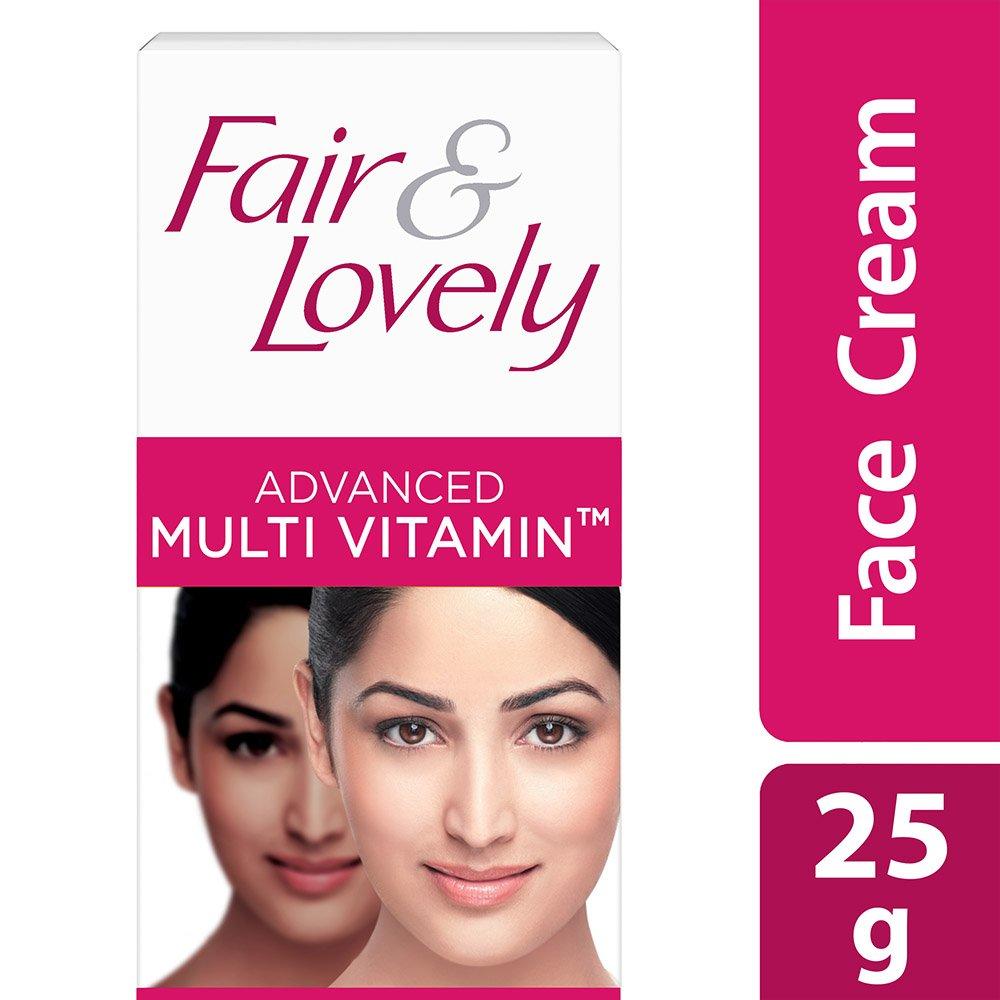 Fair &
Lovely
ADVANCED
MULTI VITAMIN™
Face Cream
25
g